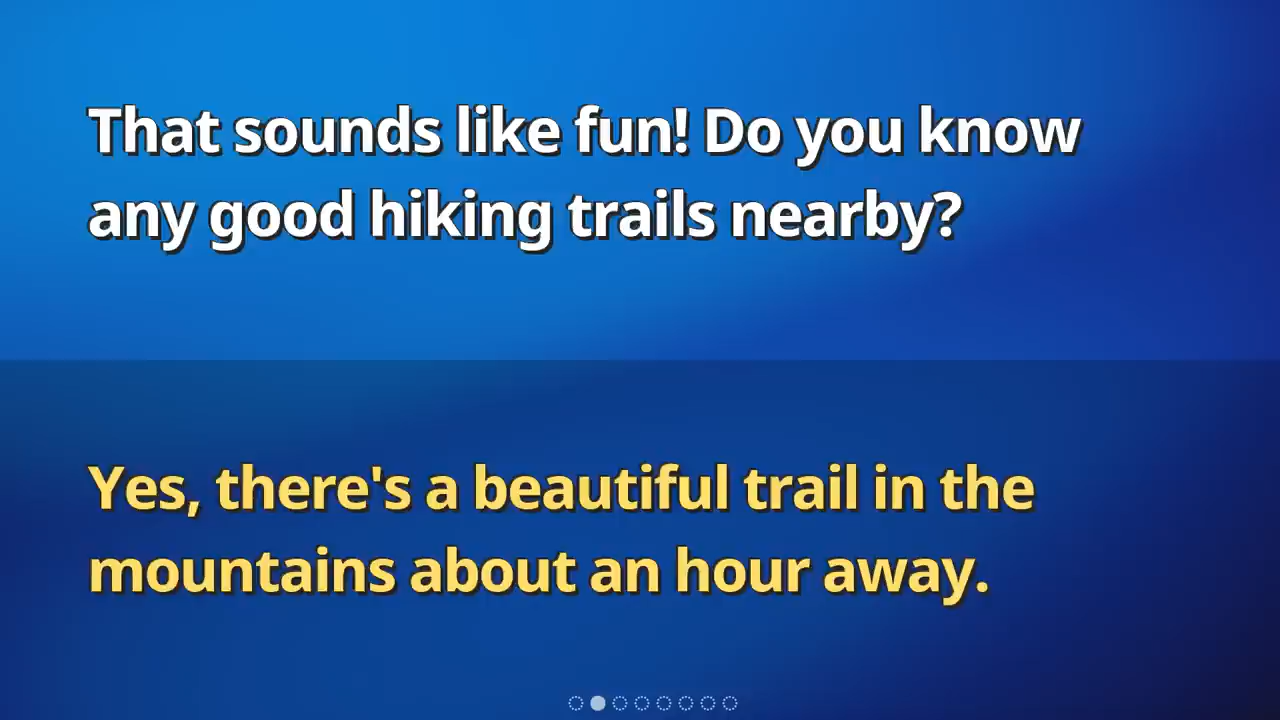 That sounds like fun! Do you know
any good hiking trails nearby?
Yes, there's a beautiful trail in the
mountains about an hour away.